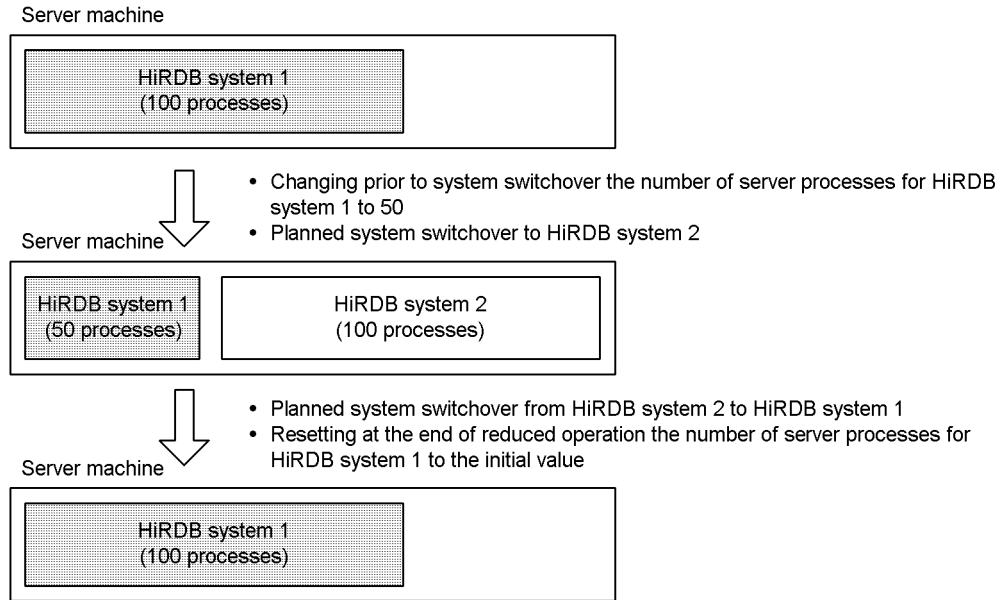 Server machine
HiRDB system 1
(100 processes)
• Changing prior to system switchover the number of server processes for HiRDB
system 1 to 50
• Planned system switchover to HiRDB system 2
Server machine
HiRDB system 1
(50 processes)
HiRDB system 2
(100 processes)
• Planned system switchover from HiRDB system 2 to HiRDB system 1
• Resetting at the end of reduced operation the number of server processes for
HiRDB system 1 to the initial value
Server machine
HiRDB system 1
(100 processes)